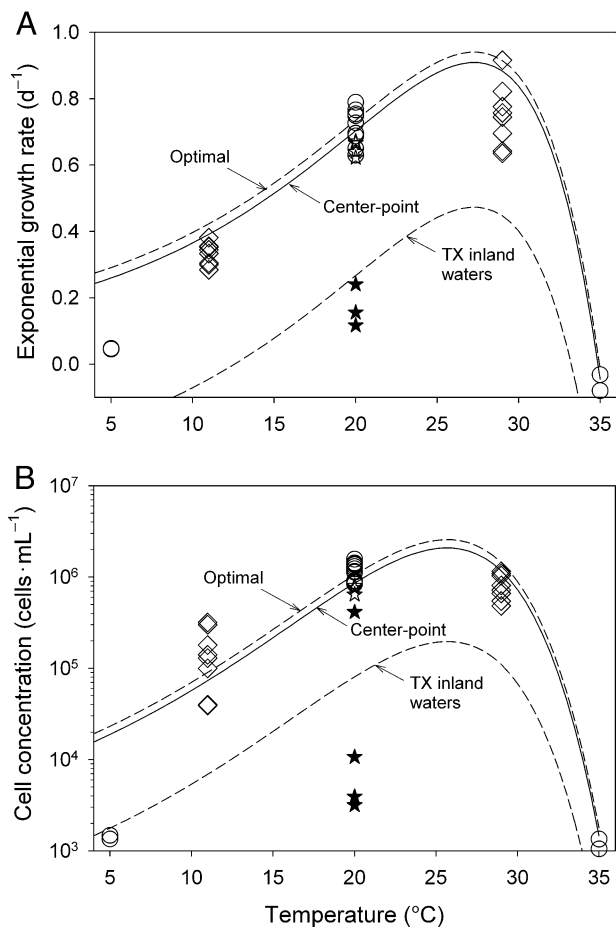 A
Exponential growth rate (d⁻¹)
1.0
0.8
0.6
0.4
0.2
0.0
Optimal
Center-point
TX inland
waters
5
10
15
20
25
30
35
B
Cell concentration (cells·mL⁻¹)
10⁷
10⁶
10⁵
10⁴
10³
Optimal
Center-point
TX inland
waters
5
10
15
20
25
30
35
Temperature (°C)